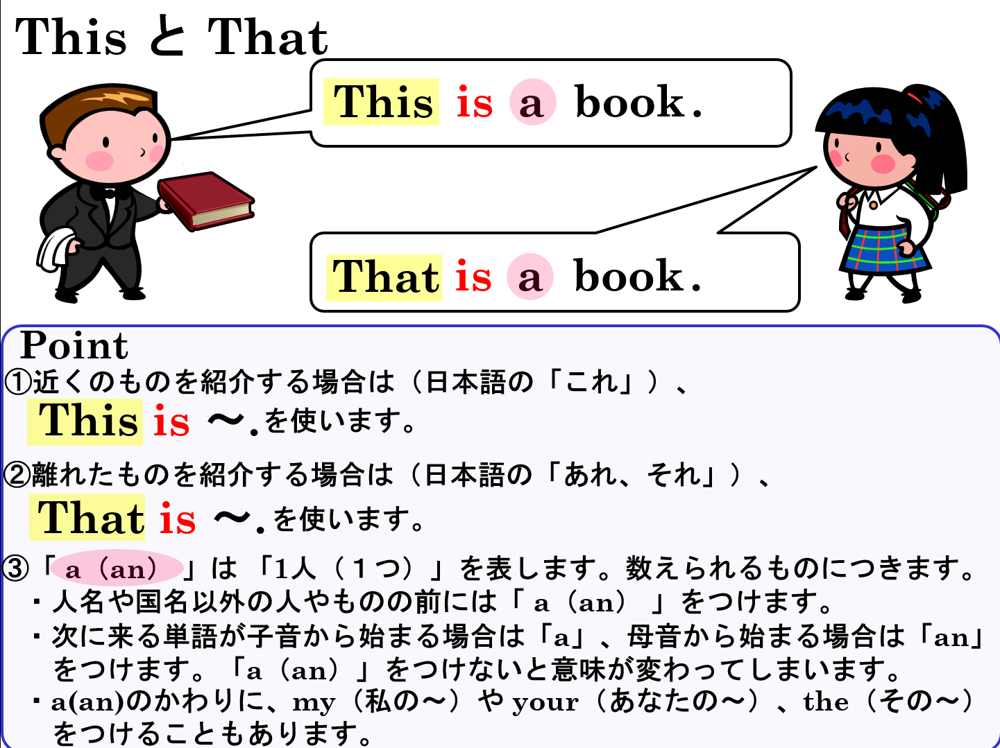 This と That
This is a book.
That is a book.
Point
①近くのものを紹介する場合は（日本語の「これ」）、
This is ～.を使います。
②離れたものを紹介する場合は（日本語の「あれ、それ」）、
That is ～.を使います。
③「 a（an） 」は 「1人（１つ）」を表します。数えられるものにつきます。
・人名や国名以外の人やものの前には「 a（an） 」をつけます。
・次に来る単語が子音から始まる場合は「a」、母音から始まる場合は「an」
をつけます。「a（an）」をつけないと意味が変わってしまいます。
・a(an)のかわりに、my（私の～）や your（あなたの～）、the（その～）
をつけることもあります。